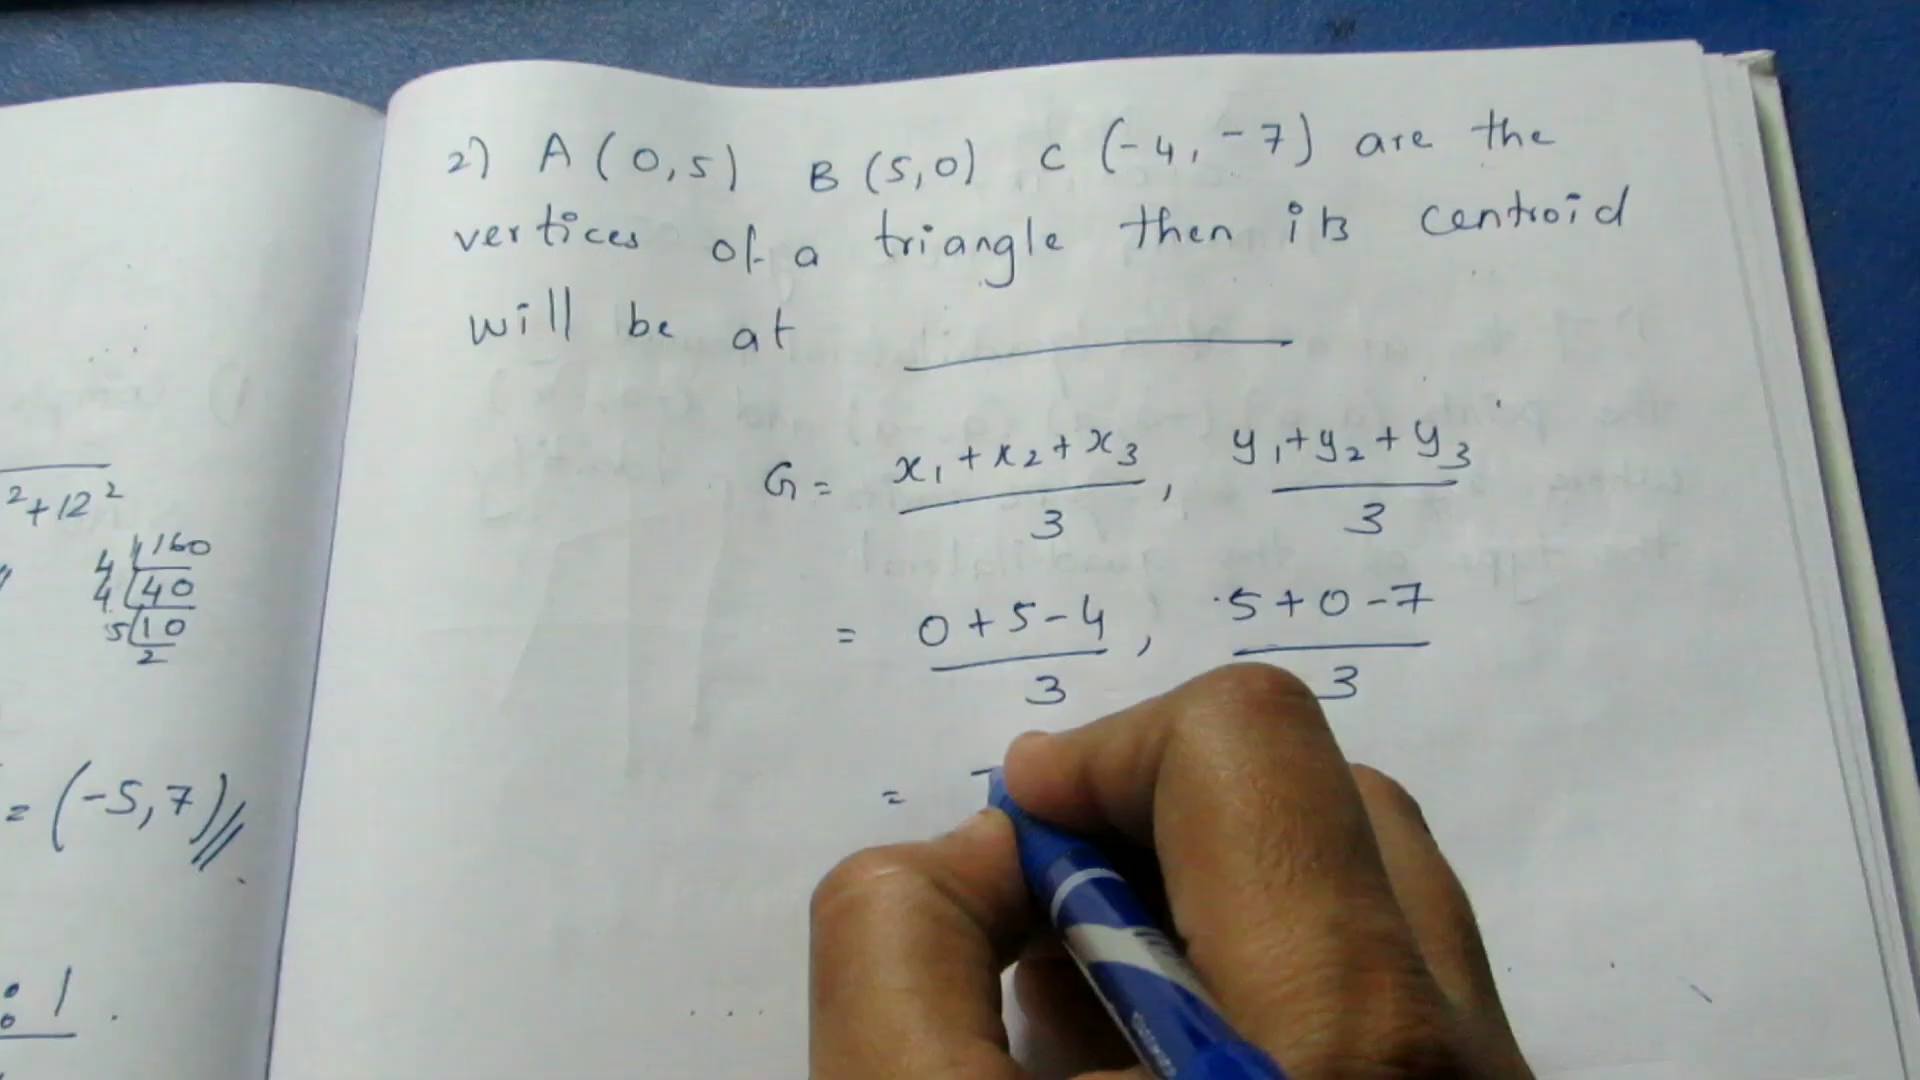 2) A (0,5) B (5,0) C (-4,-7) are the
vertices of a triangle then its centroid
will be at
G = x₁+x₂+x₃/3, y₁+y₂+y₃/3
= 0+5-4/3, 5+0-7/3
=
²+12²
4 160
4 40
5 10
2
= (-5,7)
: 1